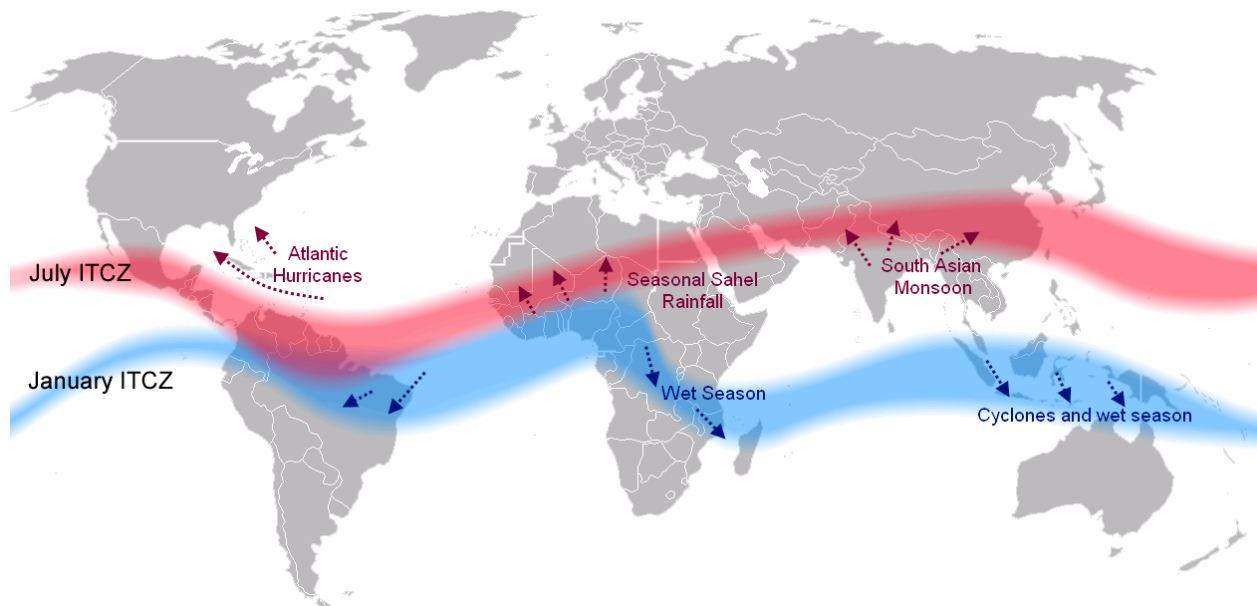 Atlantic
Hurricanes
July ITCZ
Seasonal Sahel
Rainfall
South Asian
Monsoon
January ITCZ
Wet Season
Cyclones and wet season